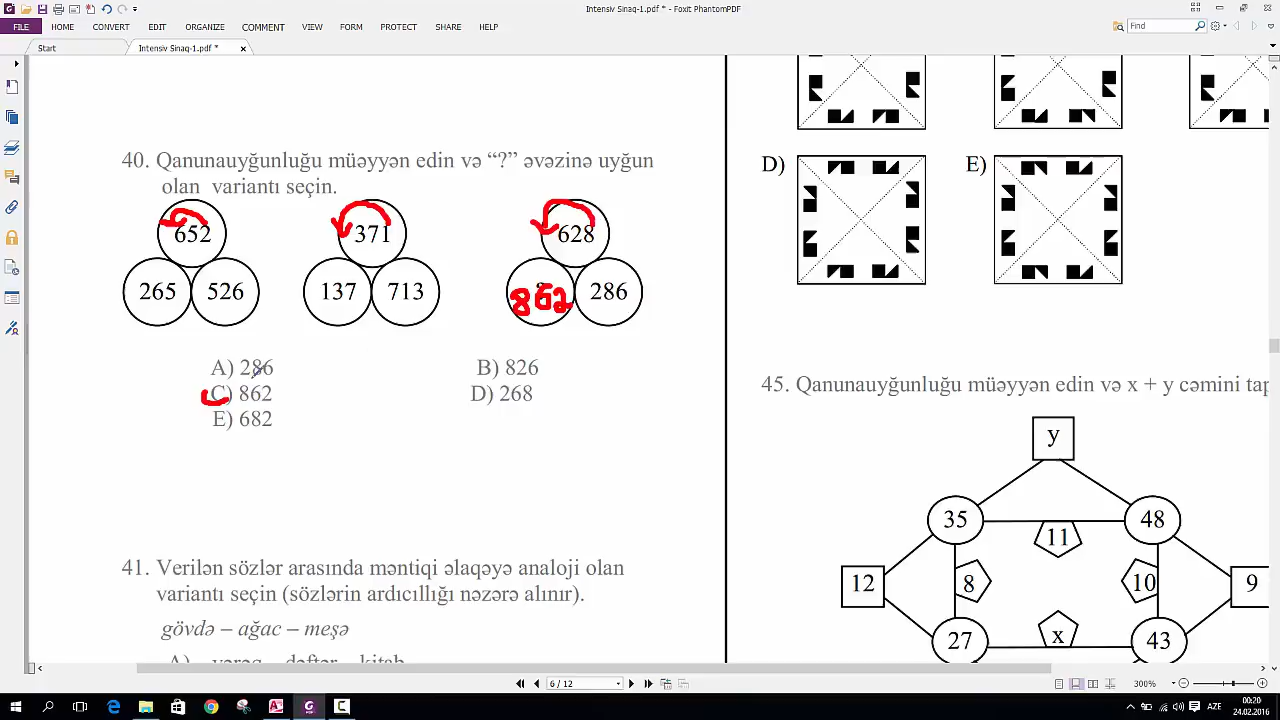 Intensiv Sinaq-1.pdf * - Foxit PhantomPDF
FILE HOME CONVERT EDIT ORGANIZE COMMENT VIEW FORM PROTECT SHARE HELP
Find
Start
Intensiv Sinaq-1.pdf *
40. Qanunauyğunluğu müəyyən edin və “?” əvəzinə uyğun
olan variantı seçin.
652 371 628
265 526 137 713 862 286
A) 286 B) 826
C) 862 D) 268
E) 682
41. Verilən sözlər arasında məntiqi əlaqəyə analoji olan
variantı seçin (sözlərin ardıcıllığı nəzərə alınır).
gövdə – ağac – meşə
A) vərəq – dəftər – kitab
D) E)
45. Qanunauyğunluğu müəyyən edin və x + y cəmini tap
y
35 48
11
12 8 10 9
27 x 43
6 / 12
300%
AZE
00:20
24.02.2016